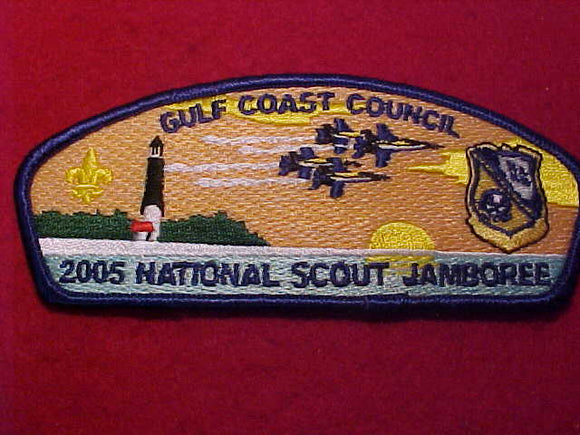 GULF COAST COUNCIL
2005 NATIONAL SCOUT JAMBOREE